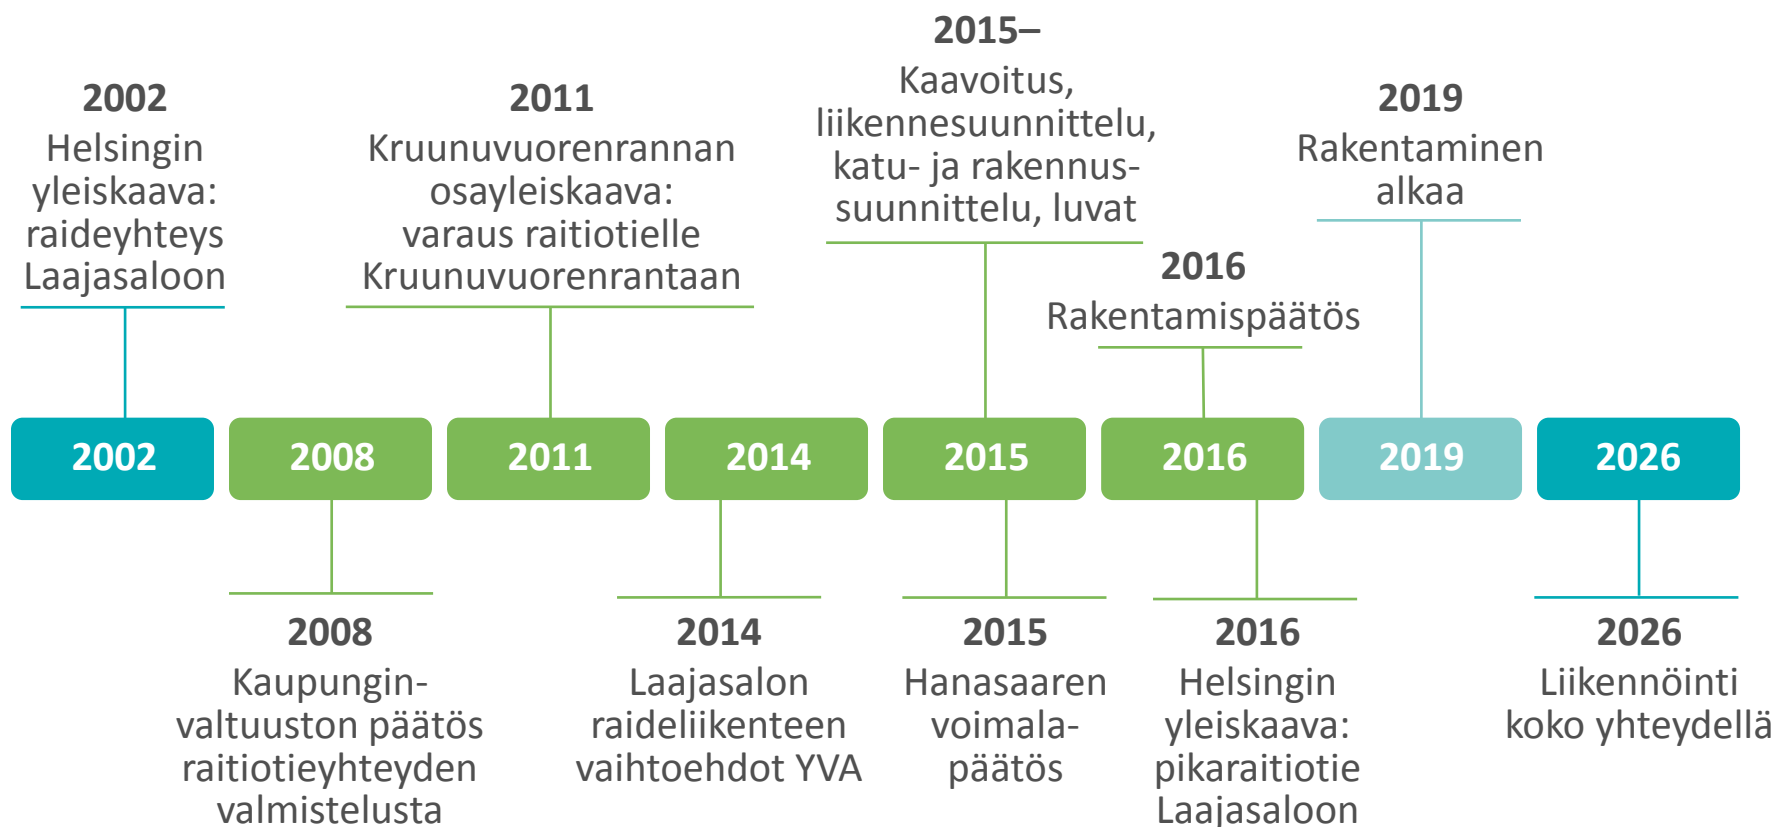 2002
Helsingin
yleiskaava:
raideyhteys
Laajasaloon
2011
Kruunuvuorenrannan
osayleiskaava:
varaus raitiotielle
Kruunuvuorenrantaan
2015–
Kaavoitus,
liikennesuunnittelu,
katu- ja rakennus-
suunnittelu, luvat
2016
Rakentamispäätös
2019
Rakentaminen
alkaa
2002
2008
2011
2014
2015
2016
2019
2026
2008
Kaupungin-
valtuuston päätös
raitiotieyhteyden
valmistelusta
2014
Laajasalon
raideliikenteen
vaihtoehdot YVA
2015
Hanasaaren
voimala-
päätös
2016
Helsingin
yleiskaava:
pikaraitiotie
Laajasaloon
2026
Liikennöinti
koko yhteydellä